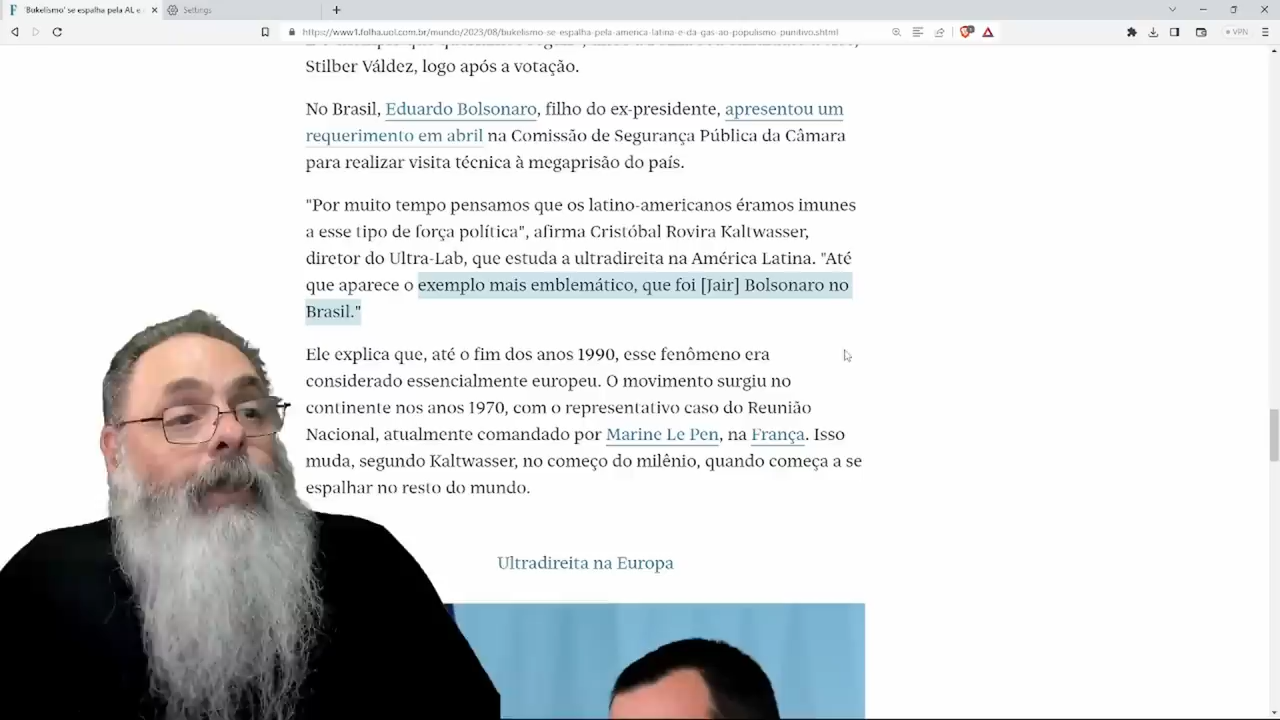 'Bukelismo' se espalha pela AL e
Settings
https://www1.folha.uol.com.br/mundo/2023/08/bukelismo-se-espalha-pela-america-latina-e-da-gas-ao-populismo-punitivo.shtml
VPN
Stilber Váldez, logo após a votação.
No Brasil, Eduardo Bolsonaro, filho do ex-presidente, apresentou um
requerimento em abril na Comissão de Segurança Pública da Câmara
para realizar visita técnica à megaprisão do país.
"Por muito tempo pensamos que os latino-americanos éramos imunes
a esse tipo de força política", afirma Cristóbal Rovira Kaltwasser,
diretor do Ultra-Lab, que estuda a ultradireita na América Latina. "Até
que aparece o exemplo mais emblemático, que foi [Jair] Bolsonaro no
Brasil."
Ele explica que, até o fim dos anos 1990, esse fenômeno era
considerado essencialmente europeu. O movimento surgiu no
continente nos anos 1970, com o representativo caso do Reunião
Nacional, atualmente comandado por Marine Le Pen, na França. Isso
muda, segundo Kaltwasser, no começo do milênio, quando começa a se
espalhar no resto do mundo.
Ultradireita na Europa